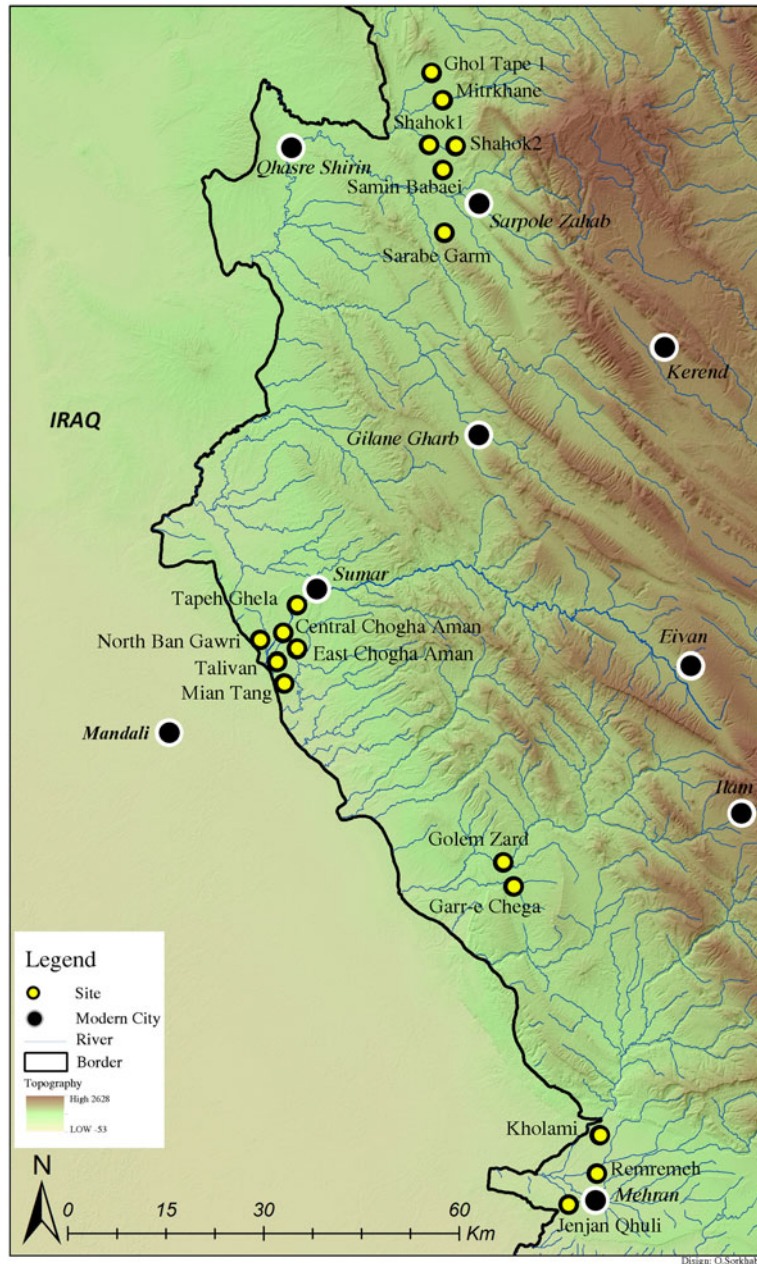 Ghol Tape 1
Mitrkhane
Shahok1
Shahok2
Qhasre Shirin
Samin Babaei
Sarpole Zahab
Sarabe Garm
Kerend
IRAQ
Gilane Gharb
Sumar
Tapeh Ghela
Central Chogha Aman
North Ban Gawri
East Chogha Aman
Eivan
Talivan
Mian Tang
Mandali
Ilam
Golem Zard
Garr-e Chega
Legend
Site
Modern City
River
Border
Topography
High 2628
LOW -53
Kholami
Remremeh
Mehran
Jenjan Qhuli
N
0 15 30 60
Km
Disign: O.Sorkhab